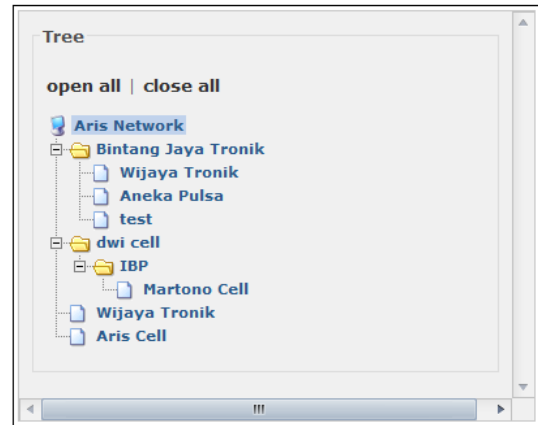 Tree
open all | close all
Aris Network
Bintang Jaya Tronik
Wijaya Tronik
Aneka Pulsa
test
dwi cell
IBP
Martono Cell
Wijaya Tronik
Aris Cell